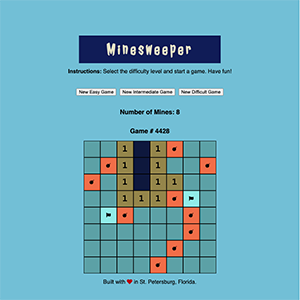 Minesweeper
Instructions: Select the difficulty level and start a game. Have fun!
New Easy Game New Intermediate Game New Difficult Game
Number of Mines: 8
Game # 4428
1 1
1 1
1 1
1 1 1
Built with ❤ in St. Petersburg, Florida.